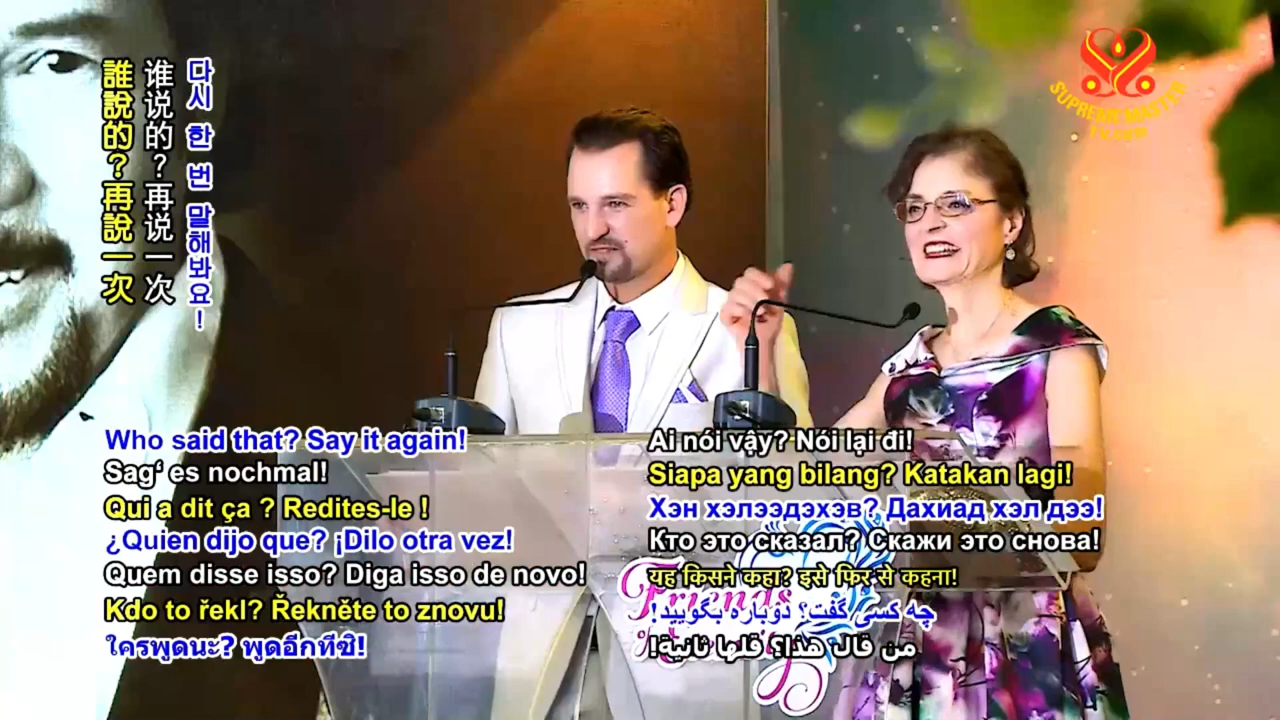 誰說的？再說一次
谁说的？再说一次
다시 한 번 말해봐요!
SUPREME MASTER
TV.COM
Who said that? Say it again!
Sag‘ es nochmal!
Qui a dit ça ? Redites-le !
¿Quien dijo que? ¡Dilo otra vez!
Quem disse isso? Diga isso de novo!
Kdo to řekl? Řekněte to znovu!
ใครพูดนะ? พูดอีกทีซิ!
Ai nói vậy? Nói lại đi!
Siapa yang bilang? Katakan lagi!
Хэн хэлээдэхэв? Дахиад хэл дээ!
Кто это сказал? Скажи это снова!
यह किसने कहा? इसे फिर से कहना!
چه کسی گفت؟ دوباره بگویید!
من قال هذا؟ قلها ثانية!
Friends